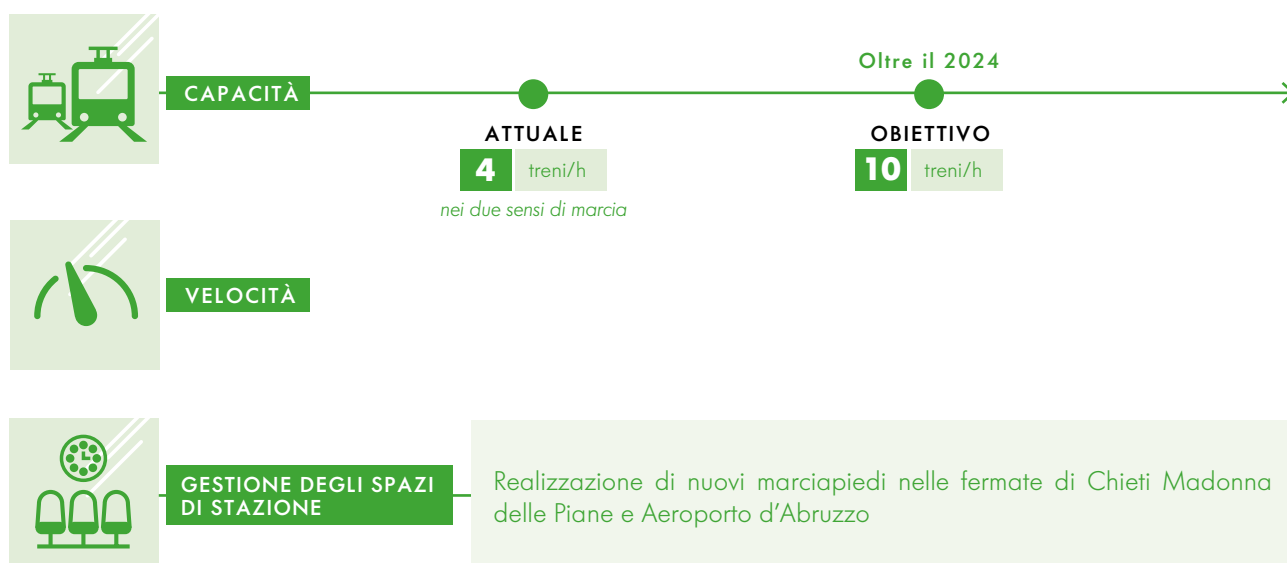 Oltre il 2024
CAPACITÀ
ATTUALE
OBIETTIVO
4 treni/h
10 treni/h
nei due sensi di marcia
VELOCITÀ
GESTIONE DEGLI SPAZI
DI STAZIONE
Realizzazione di nuovi marciapiedi nelle fermate di Chieti Madonna
delle Piane e Aeroporto d’Abruzzo